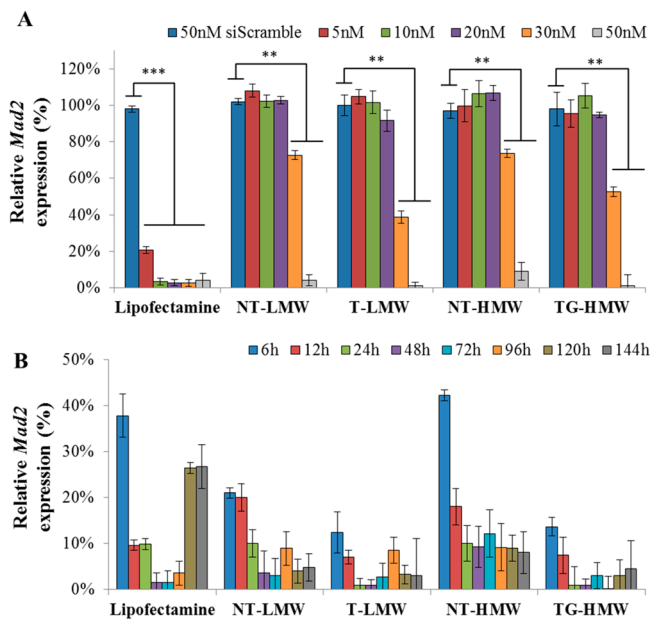 A
50nM siScramble 5nM 10nM 20nM 30nM 50nM
Relative Mad2 expression (%)
120%
100%
80%
60%
40%
20%
0%
*** ** ** ** **
Lipofectamine NT-LMW T-LMW NT-HMW TG-HMW
B
6h 12h 24h 48h 72h 96h 120h 144h
Relative Mad2 expression (%)
50%
40%
30%
20%
10%
0%
Lipofectamine NT-LMW T-LMW NT-HMW TG-HMW